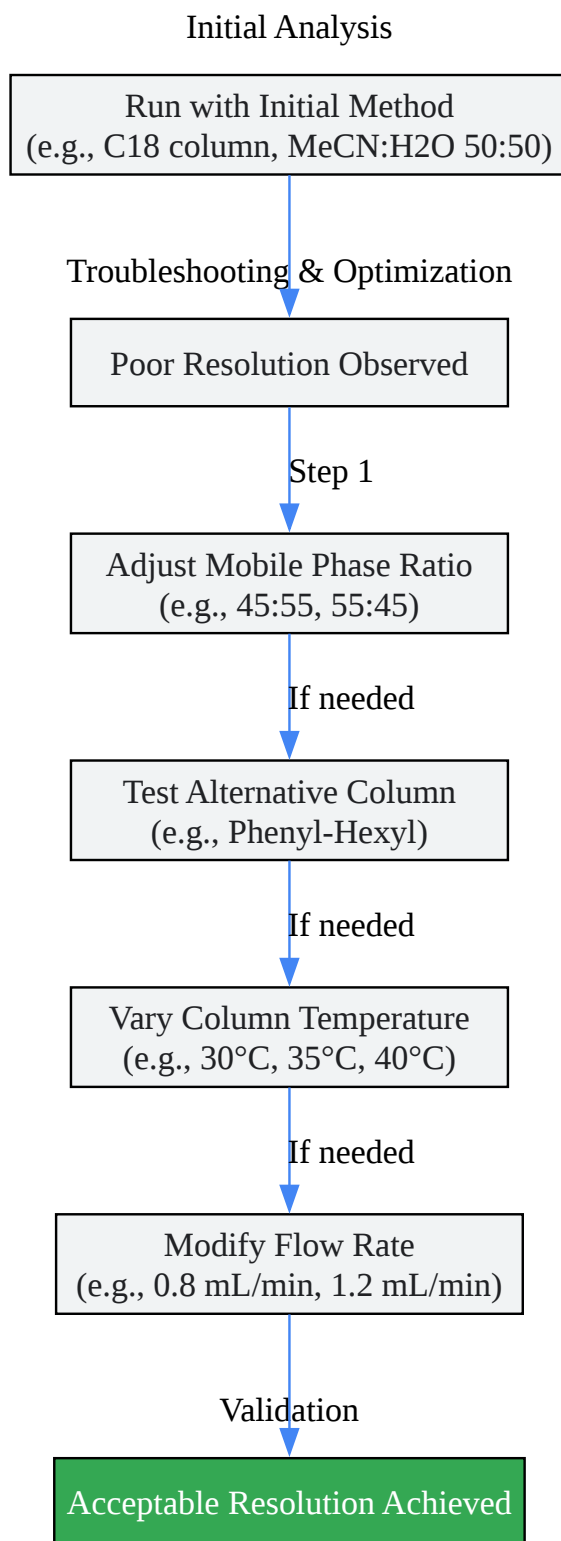 Initial Analysis
Run with Initial Method
(e.g., C18 column, MeCN:H2O 50:50)
Troubleshooting & Optimization
Poor Resolution Observed
Step 1
Adjust Mobile Phase Ratio
(e.g., 45:55, 55:45)
If needed
Test Alternative Column
(e.g., Phenyl-Hexyl)
If needed
Vary Column Temperature
(e.g., 30°C, 35°C, 40°C)
If needed
Modify Flow Rate
(e.g., 0.8 mL/min, 1.2 mL/min)
Validation
Acceptable Resolution Achieved